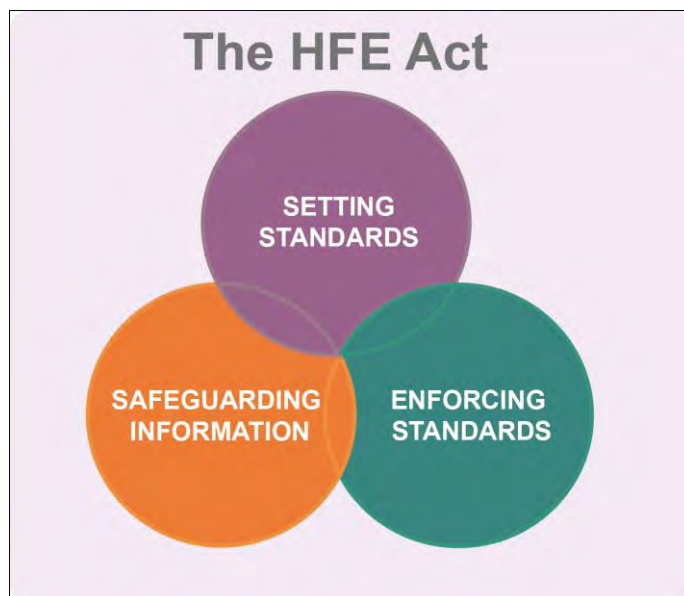 The HFE Act
SETTING
STANDARDS
SAFEGUARDING
INFORMATION
ENFORCING
STANDARDS